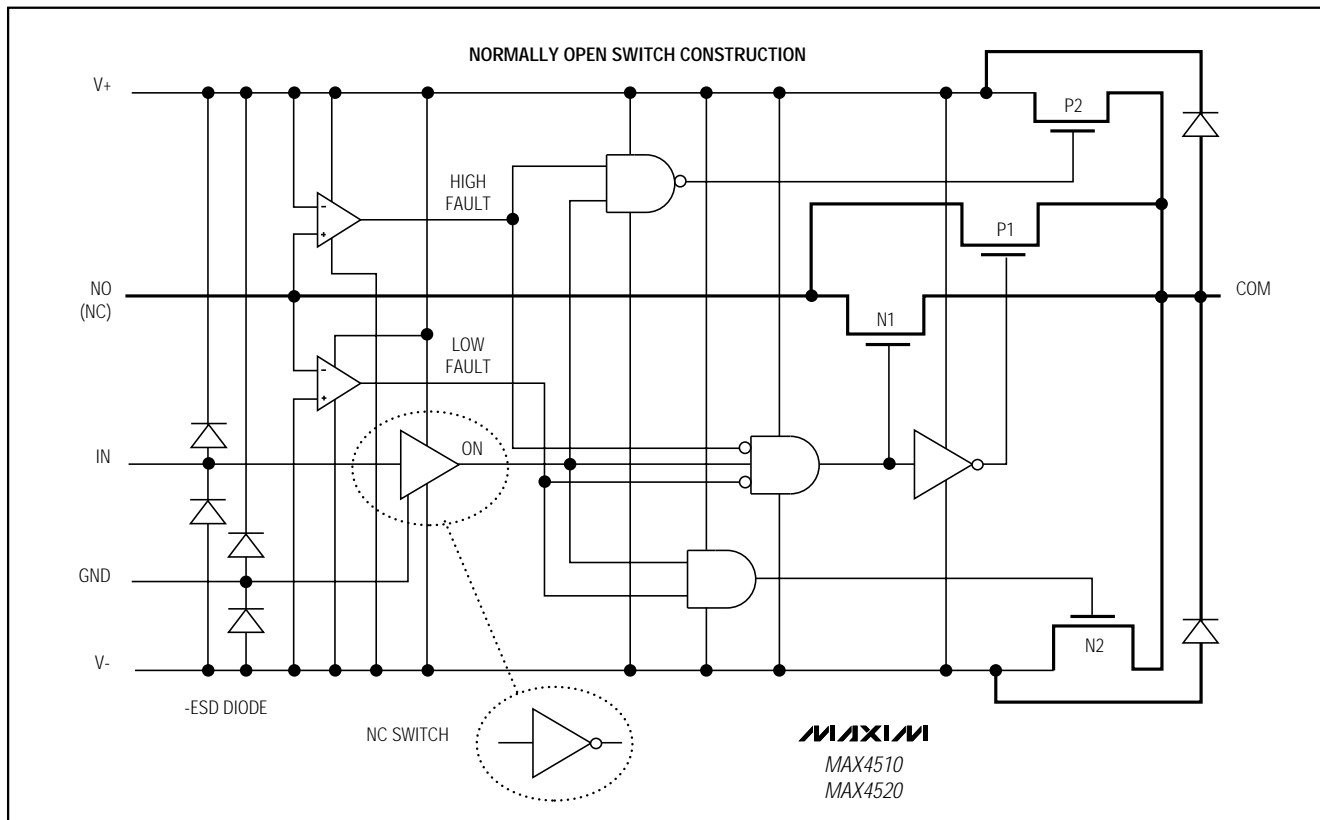 NORMALLY OPEN SWITCH CONSTRUCTION
V+
P2
HIGH
FAULT
-
+
P1
NO
(NC)
COM
N1
LOW
FAULT
-
+
ON
IN
GND
N2
V-
-ESD DIODE
NC SWITCH
MAXIM
MAX4510
MAX4520